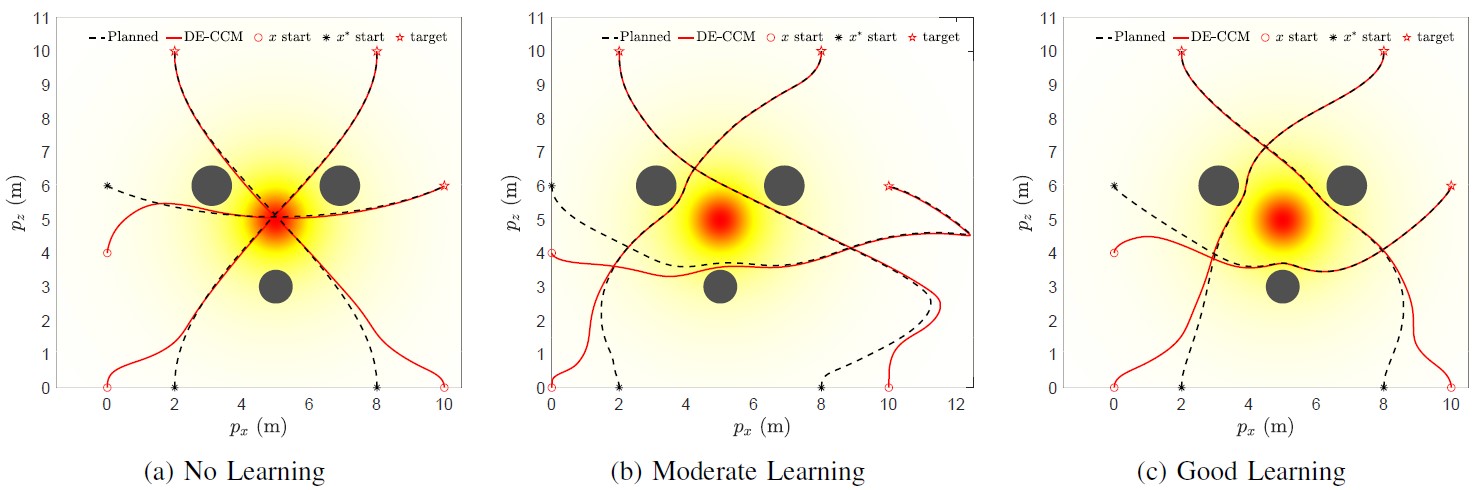 11
10
9
8
7
6
5
4
3
2
1
0
p_z (m)
--Planned — DE-CCM ○ x start * x* start ☆ target
0 2 4 6 8 10
p_x (m)
(a) No Learning
11
10
9
8
7
6
5
4
3
2
1
0
p_z (m)
--Planned — DE-CCM ○ x start * x* start ☆ target
0 2 4 6 8 10 12
p_x (m)
(b) Moderate Learning
11
10
9
8
7
6
5
4
3
2
1
0
p_z (m)
--Planned — DE-CCM ○ x start * x* start ☆ target
0 2 4 6 8 10
p_x (m)
(c) Good Learning